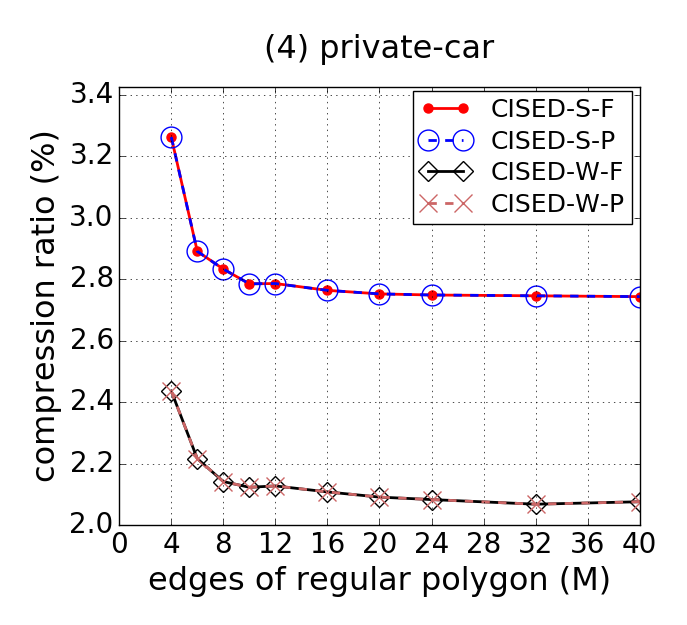 (4) private-car
CISED-S-F
CISED-S-P
CISED-W-F
CISED-W-P
compression ratio (%)
3.4
3.2
3.0
2.8
2.6
2.4
2.2
2.0
0 4 8 12 16 20 24 28 32 36 40
edges of regular polygon (M)